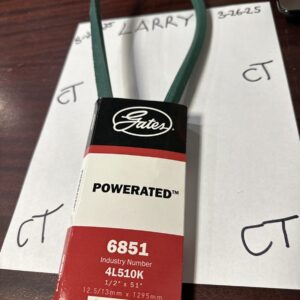 LARRY
3-26-25
CT
CT
CT
CT
Gates
POWERATED™
6851
Industry Number
4L510K
1/2" x 51"
12.5/13mm x 1295mm